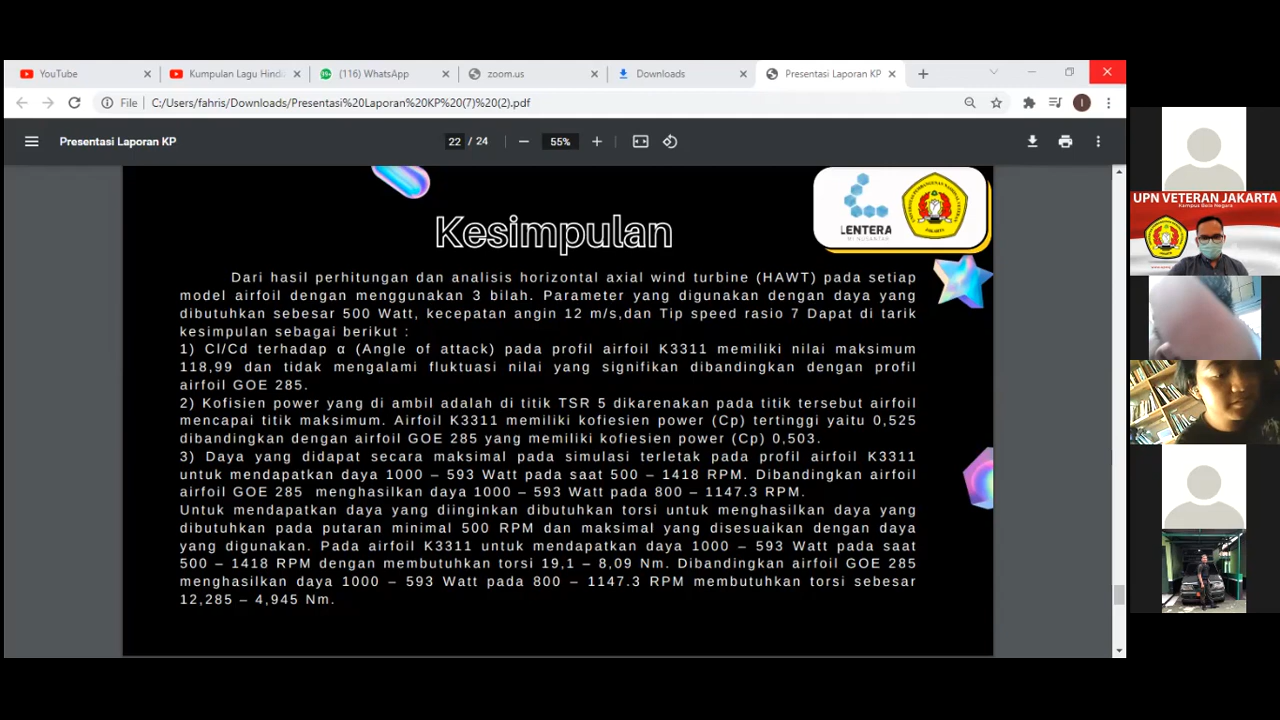 YouTube
Kumpulan Lagu Hind
(116) WhatsApp
zoom.us
Downloads
Presentasi Laporan KP
File C:/Users/fahris/Downloads/Presentasi%20Laporan%20KP%20(7)%20(2).pdf
Presentasi Laporan KP
22 / 24
55%
LENTERA
MI NUSANTAR
Kesimpulan
Dari hasil perhitungan dan analisis horizontal axial wind turbine (HAWT) pada setiap
model airfoil dengan menggunakan 3 bilah. Parameter yang digunakan dengan daya yang
dibutuhkan sebesar 500 Watt, kecepatan angin 12 m/s,dan Tip speed rasio 7 Dapat di tarik
kesimpulan sebagai berikut :
1) Cl/Cd terhadap α (Angle of attack) pada profil airfoil K3311 memiliki nilai maksimum
118,99 dan tidak mengalami fluktuasi nilai yang signifikan dibandingkan dengan profil
airfoil GOE 285.
2) Kofisien power yang di ambil adalah di titik TSR 5 dikarenakan pada titik tersebut airfoil
mencapai titik maksimum. Airfoil K3311 memiliki kofiesien power (Cp) tertinggi yaitu 0,525
dibandingkan dengan airfoil GOE 285 yang memiliki kofiesien power (Cp) 0,503.
3) Daya yang didapat secara maksimal pada simulasi terletak pada profil airfoil K3311
untuk mendapatkan daya 1000 – 593 Watt pada saat 500 – 1418 RPM. Dibandingkan airfoil
airfoil GOE 285 menghasilkan daya 1000 – 593 Watt pada 800 – 1147.3 RPM.
Untuk mendapatkan daya yang diinginkan dibutuhkan torsi untuk menghasilkan daya yang
dibutuhkan pada putaran minimal 500 RPM dan maksimal yang disesuaikan dengan daya
yang digunakan. Pada airfoil K3311 untuk mendapatkan daya 1000 – 593 Watt pada saat
500 – 1418 RPM dengan membutuhkan torsi 19,1 – 8,09 Nm. Dibandingkan airfoil GOE 285
menghasilkan daya 1000 – 593 Watt pada 800 – 1147.3 RPM membutuhkan torsi sebesar
12,285 – 4,945 Nm.
UPN VETERAN JAKARTA
Kampus Bela Negara